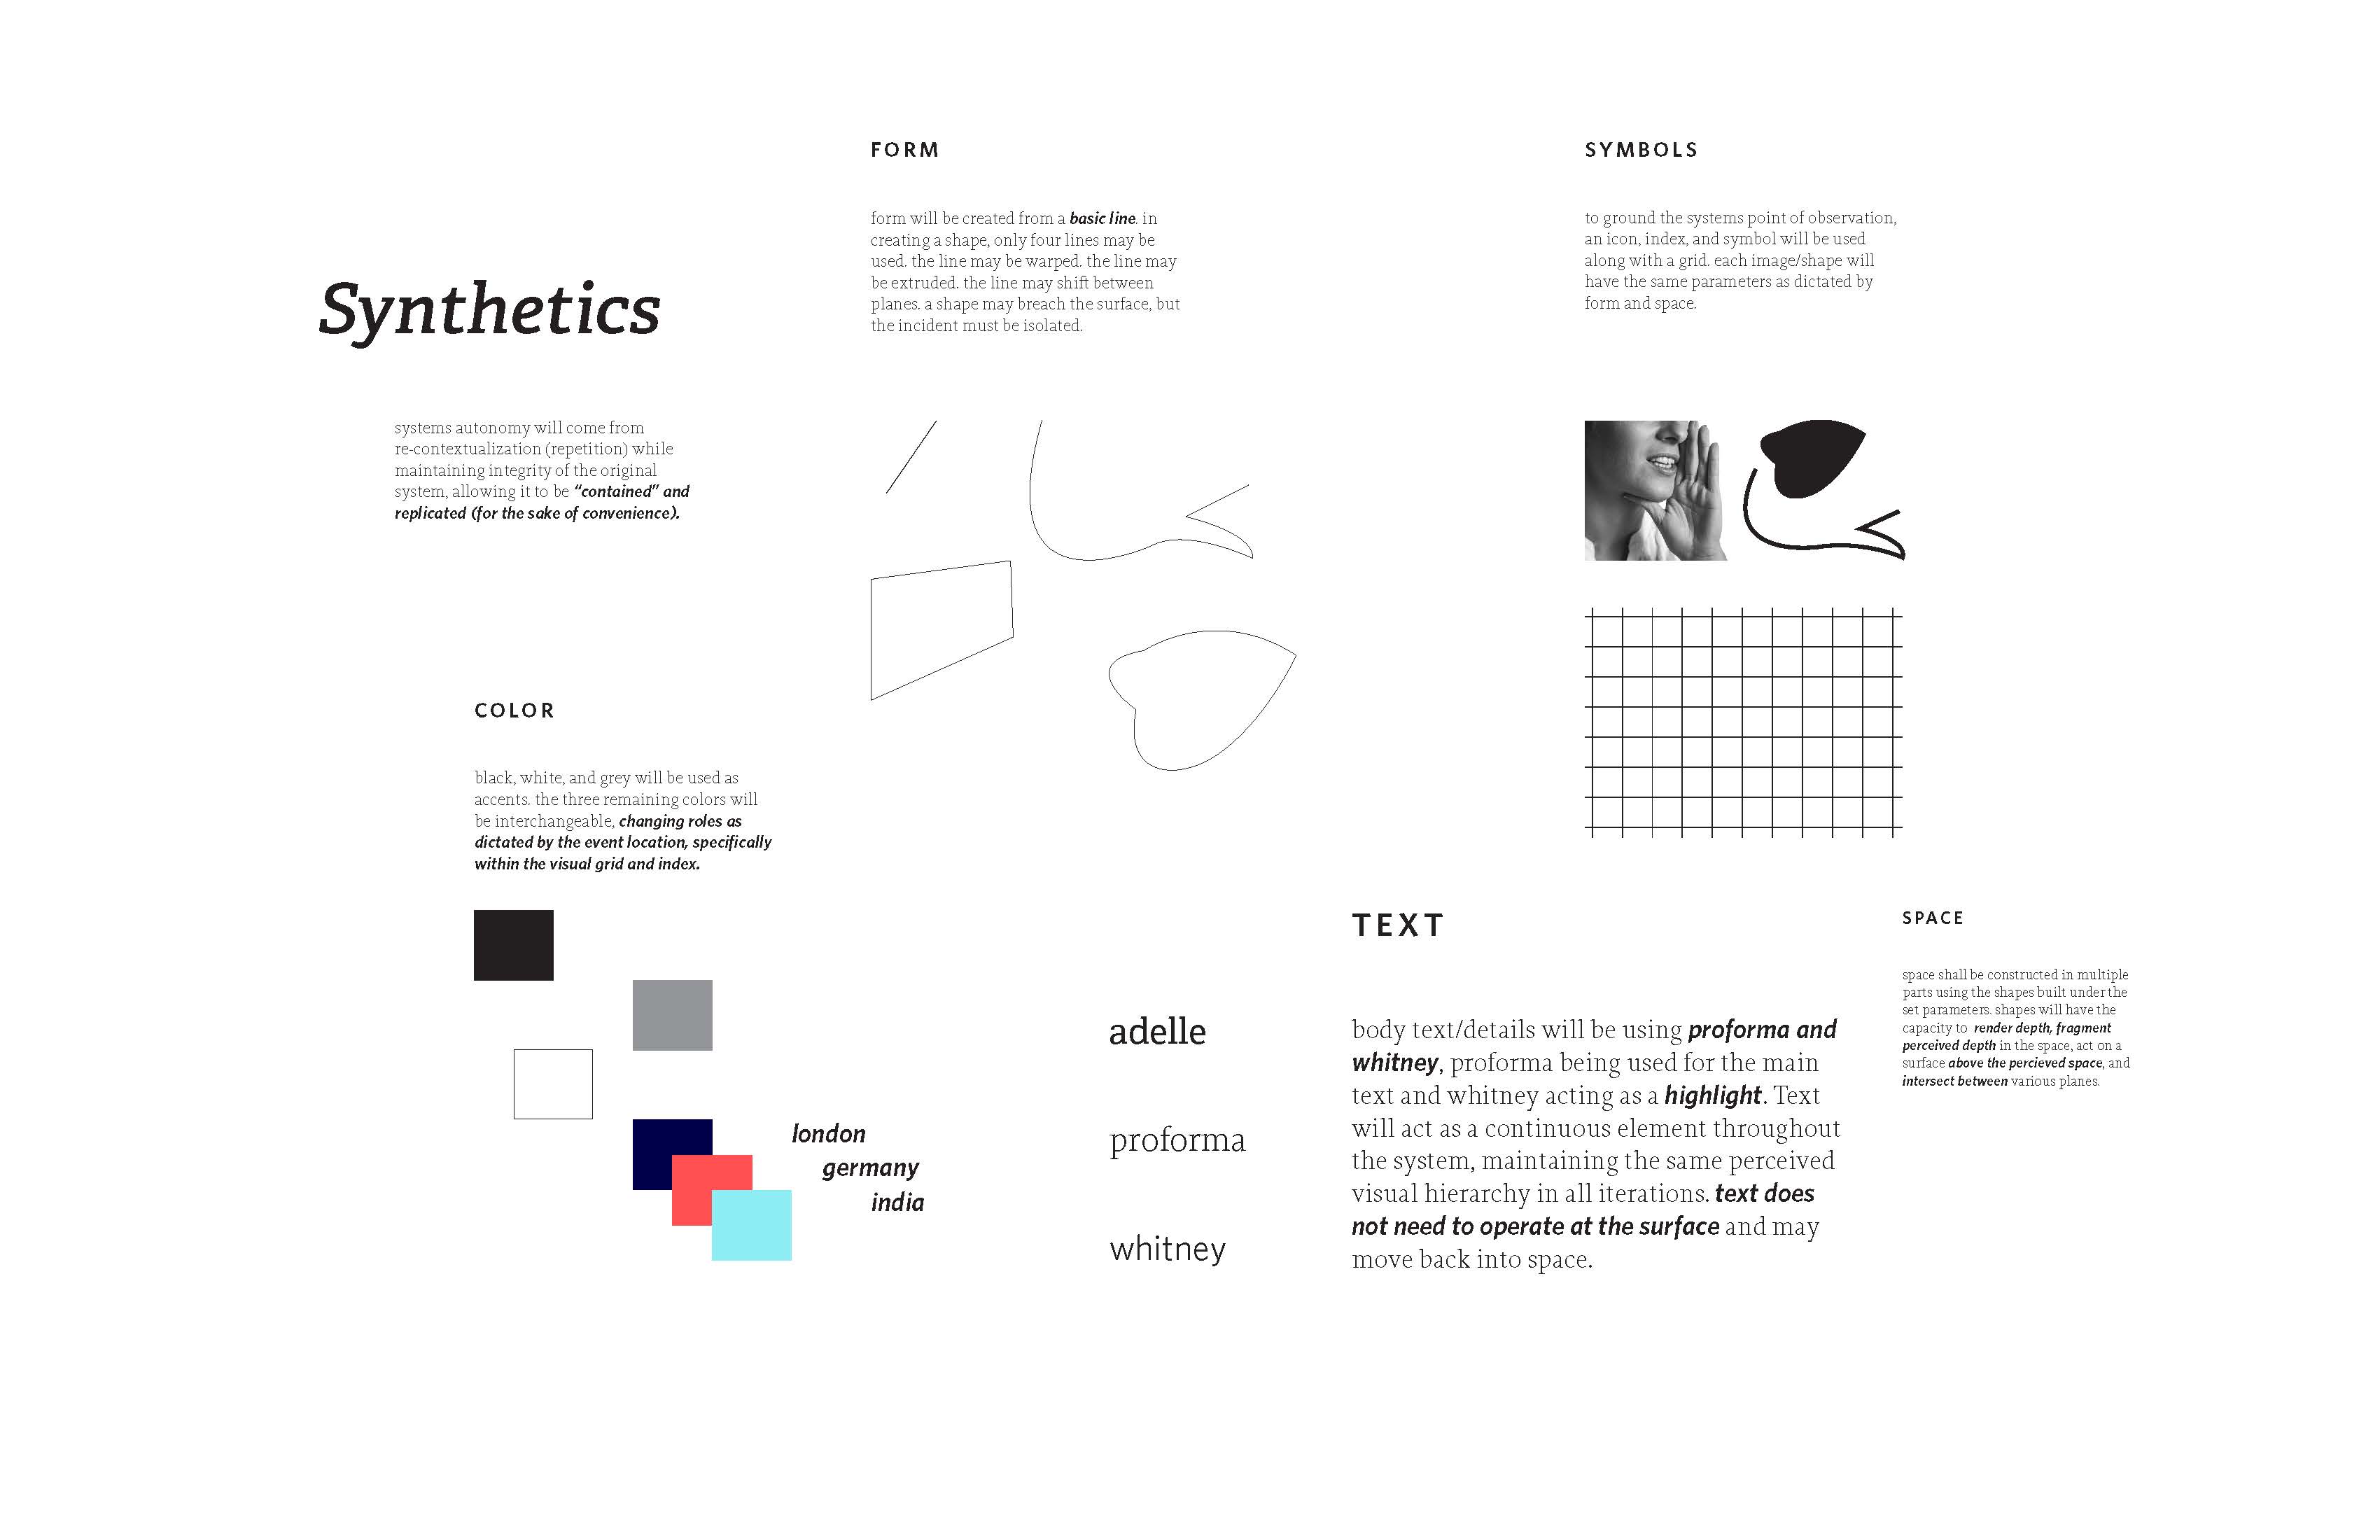 Synthetics
systems autonomy will come from
re-contextualization (repetition) while
maintaining integrity of the original
system, allowing it to be “contained” and
replicated (for the sake of convenience).
FORM
form will be created from a basic line. in
creating a shape, only four lines may be
used. the line may be warped. the line may
be extruded. the line may shift between
planes. a shape may breach the surface, but
the incident must be isolated.
SYMBOLS
to ground the systems point of observation,
an icon, index, and symbol will be used
along with a grid. each image/shape will
have the same parameters as dictated by
form and space.
COLOR
black, white, and grey will be used as
accents. the three remaining colors will
be interchangeable, changing roles as
dictated by the event location, specifically
within the visual grid and index.
london
germany
india
adelle
proforma
whitney
TEXT
body text/details will be using proforma and
whitney, proforma being used for the main
text and whitney acting as a highlight. Text
will act as a continuous element throughout
the system, maintaining the same perceived
visual hierarchy in all iterations. text does
not need to operate at the surface and may
move back into space.
SPACE
space shall be constructed in multiple
parts using the shapes built under the
set parameters. shapes will have the
capacity to render depth, fragment
perceived depth in the space, act on a
surface above the percieved space, and
intersect between various planes.